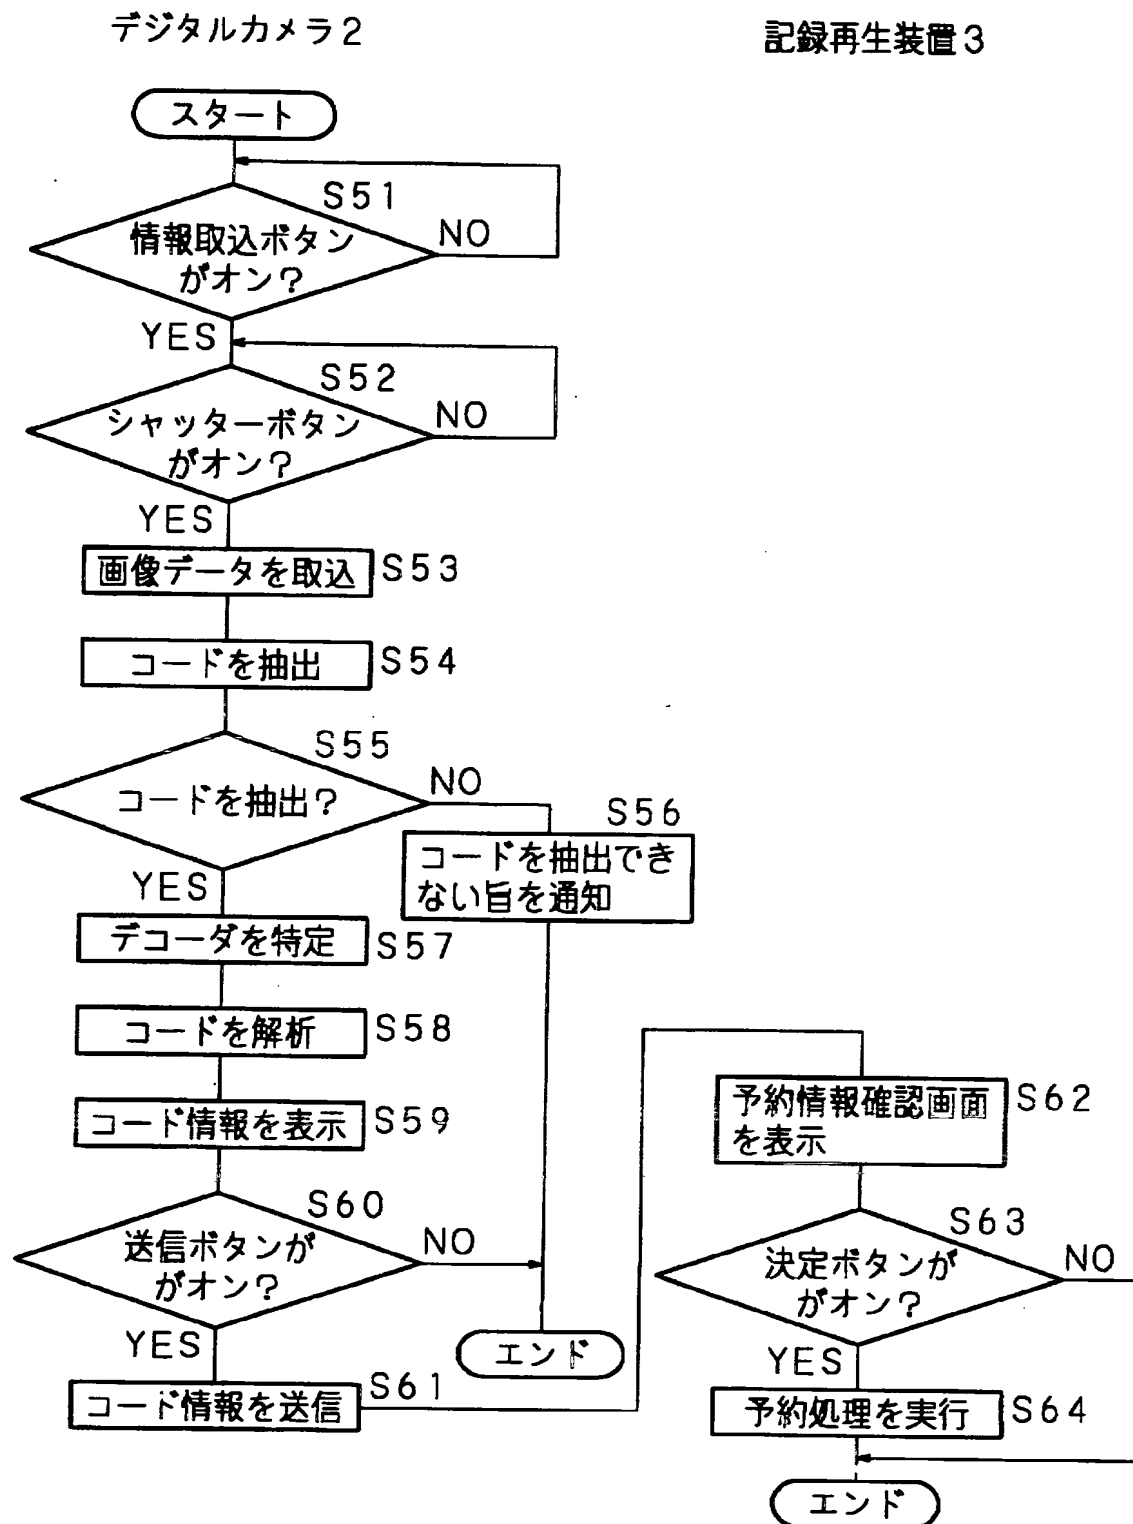 デジタルカメラ2
記録再生装置3
スタート
S51
情報取込ボタン
がオン?
NO
YES
S52
シャッターボタン
がオン?
NO
YES
画像データを取込
S53
コードを抽出
S54
S55
コードを抽出?
NO
YES
S56
コードを抽出でき
ない旨を通知
デコーダを特定
S57
コードを解析
S58
コード情報を表示
S59
S60
送信ボタンが
がオン?
NO
YES
エンド
コード情報を送信
S61
予約情報確認画面
を表示
S62
S63
決定ボタンが
がオン?
NO
YES
予約処理を実行
S64
エンド